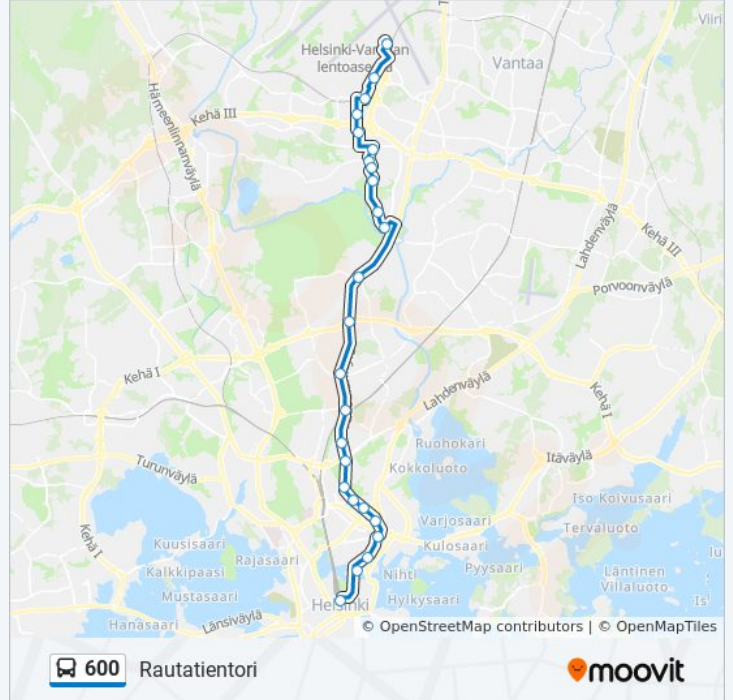 Viiri
Helsinki-Vantaan
lentoasema
Vantaa
Hämeenlinnanväylä
Kehä III
Lahdenväylä
Kehä III
Porvoonväylä
Kehä I
Lahdenväylä
Kehä I
Ruohokari
Kokkoluoto
Itäväylä
Turunväylä
Iso Koivusaari
Kehä I
Varjosaari
Tervaluoto
Kuusisaari
Rajasaari
Kulosaari
Kalkkipaasi
Nihti
Pyysaari
Läntinen
Villaluoto
Mustasaari
Hylkysaari
Is
lu
Helsinki
Hanasaari
Länsiväylä
© OpenStreetMap contributors | © OpenMapTiles
600 Rautatientori
moovit